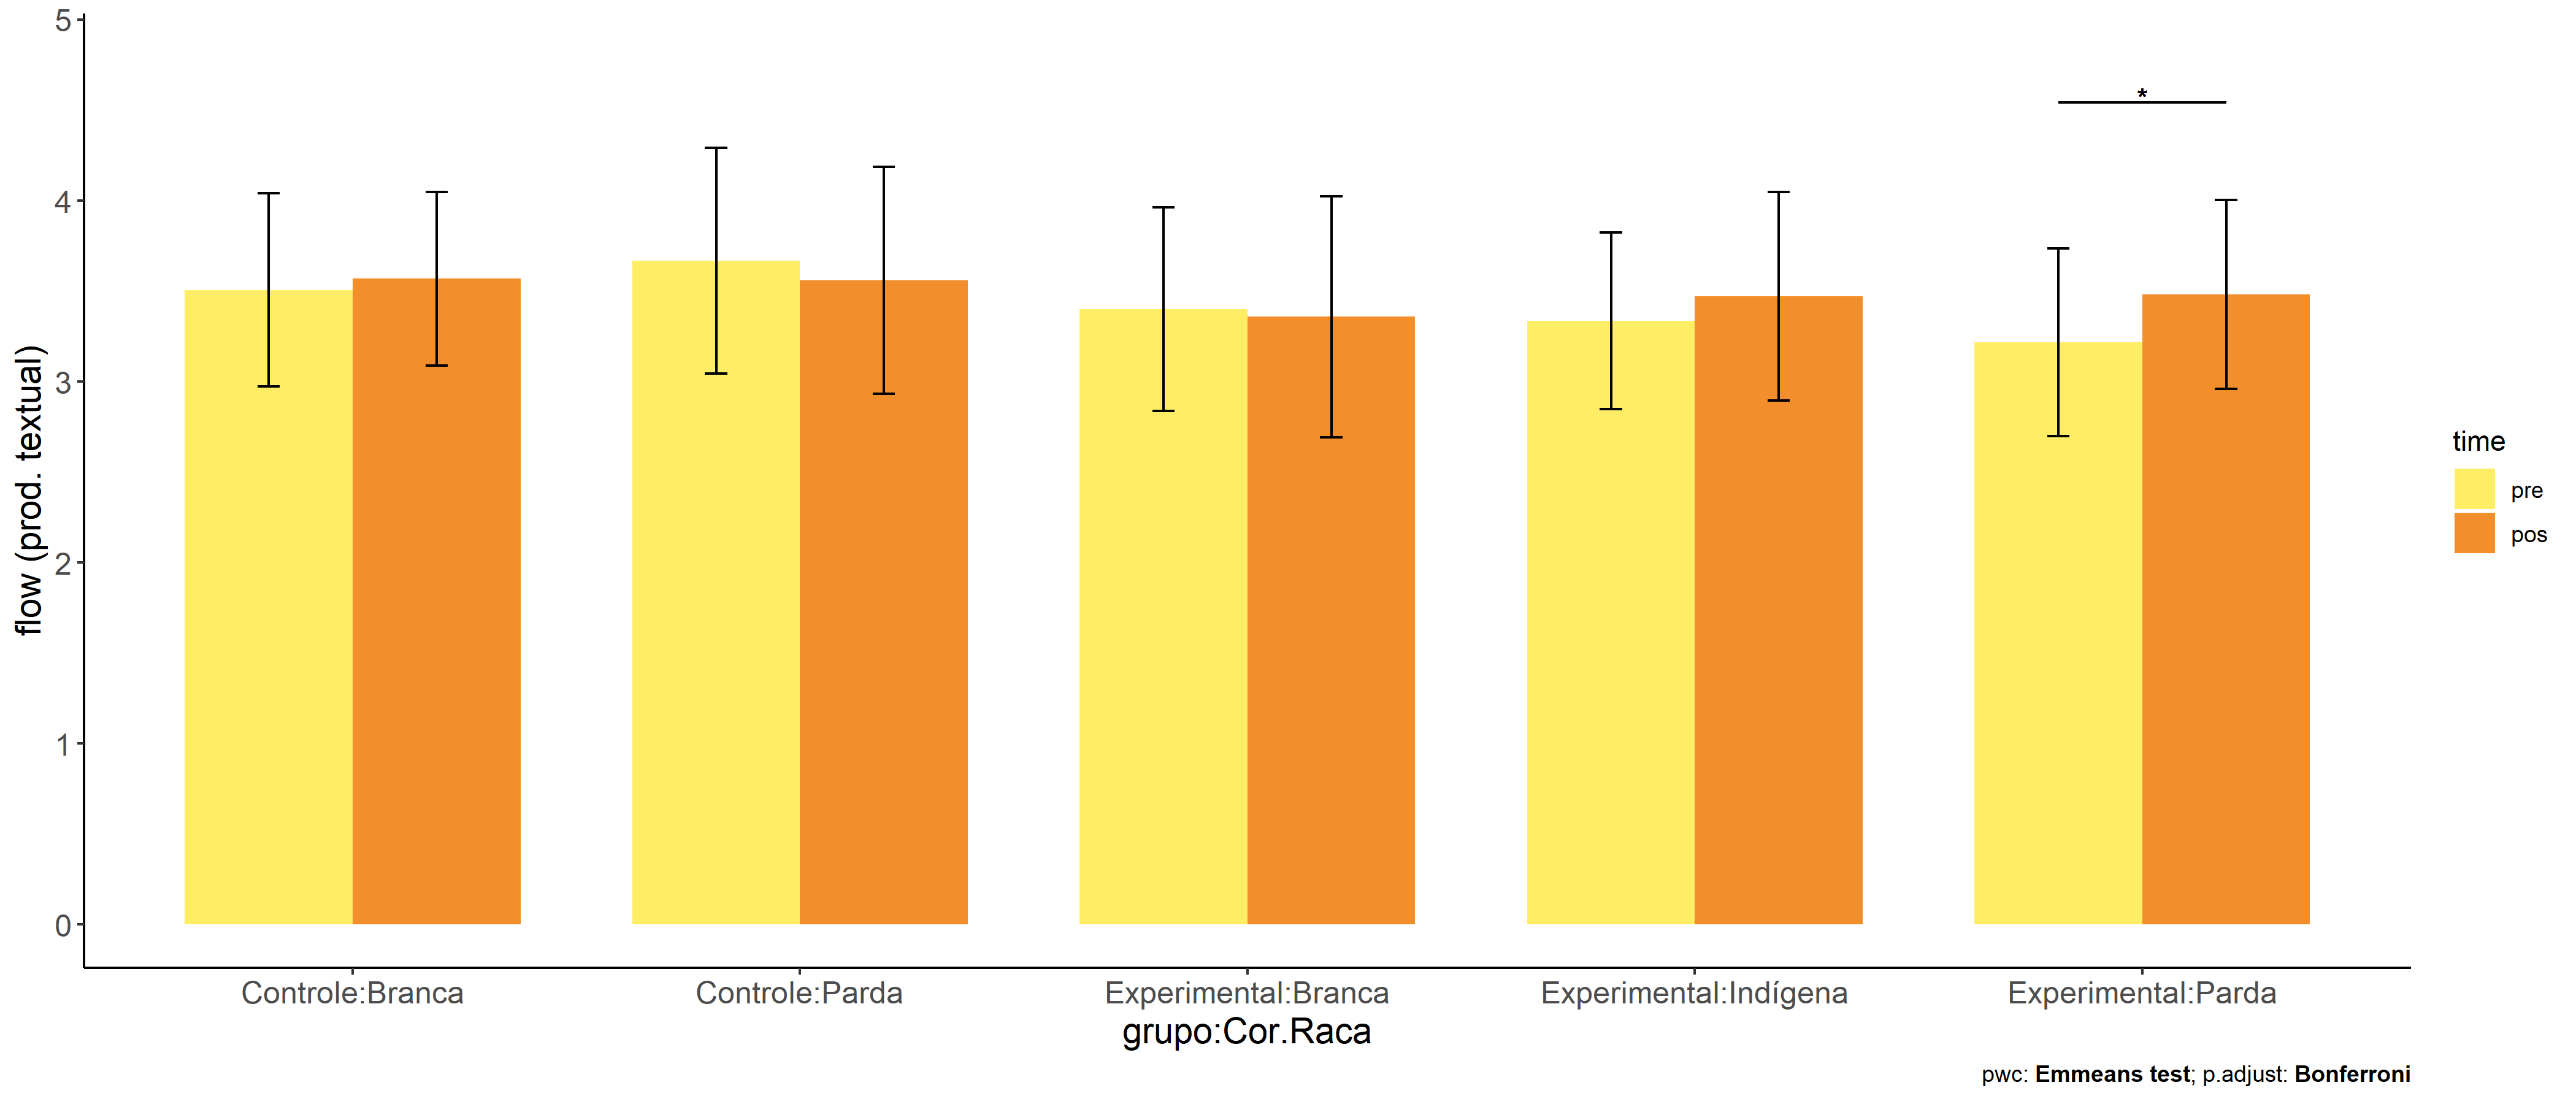 5
4
3
2
1
0
flow (prod. textual)
*
Controle:Branca
Controle:Parda
Experimental:Branca
Experimental:Indígena
Experimental:Parda
grupo:Cor.Raca
time
pre
pos
pwc: Emmeans test; p.adjust: Bonferroni